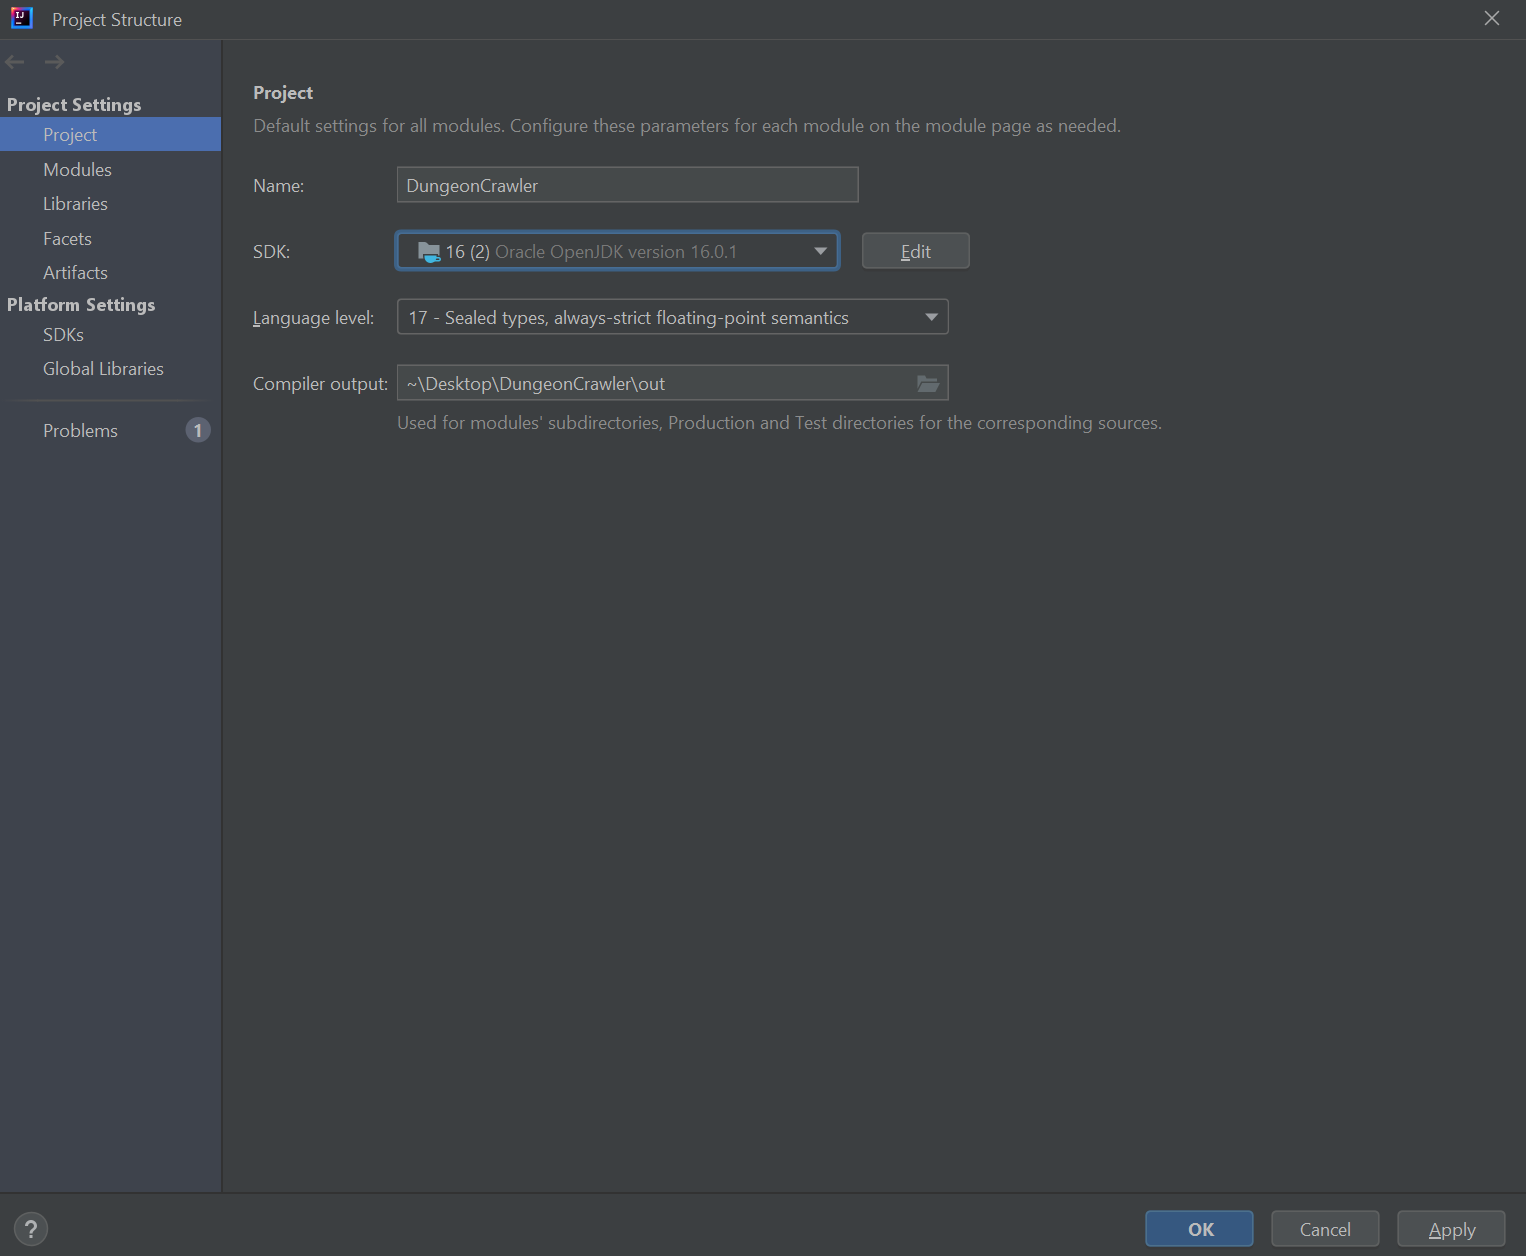 Project Structure
Project Settings
Project
Modules
Libraries
Facets
Artifacts
Platform Settings
SDKs
Global Libraries
Problems 1
Project
Default settings for all modules. Configure these parameters for each module on the module page as needed.
Name: DungeonCrawler
SDK: 16 (2) Oracle OpenJDK version 16.0.1 Edit
Language level: 17 - Sealed types, always-strict floating-point semantics
Compiler output: ~\Desktop\DungeonCrawler\out
Used for modules' subdirectories, Production and Test directories for the corresponding sources.
? OK Cancel Apply